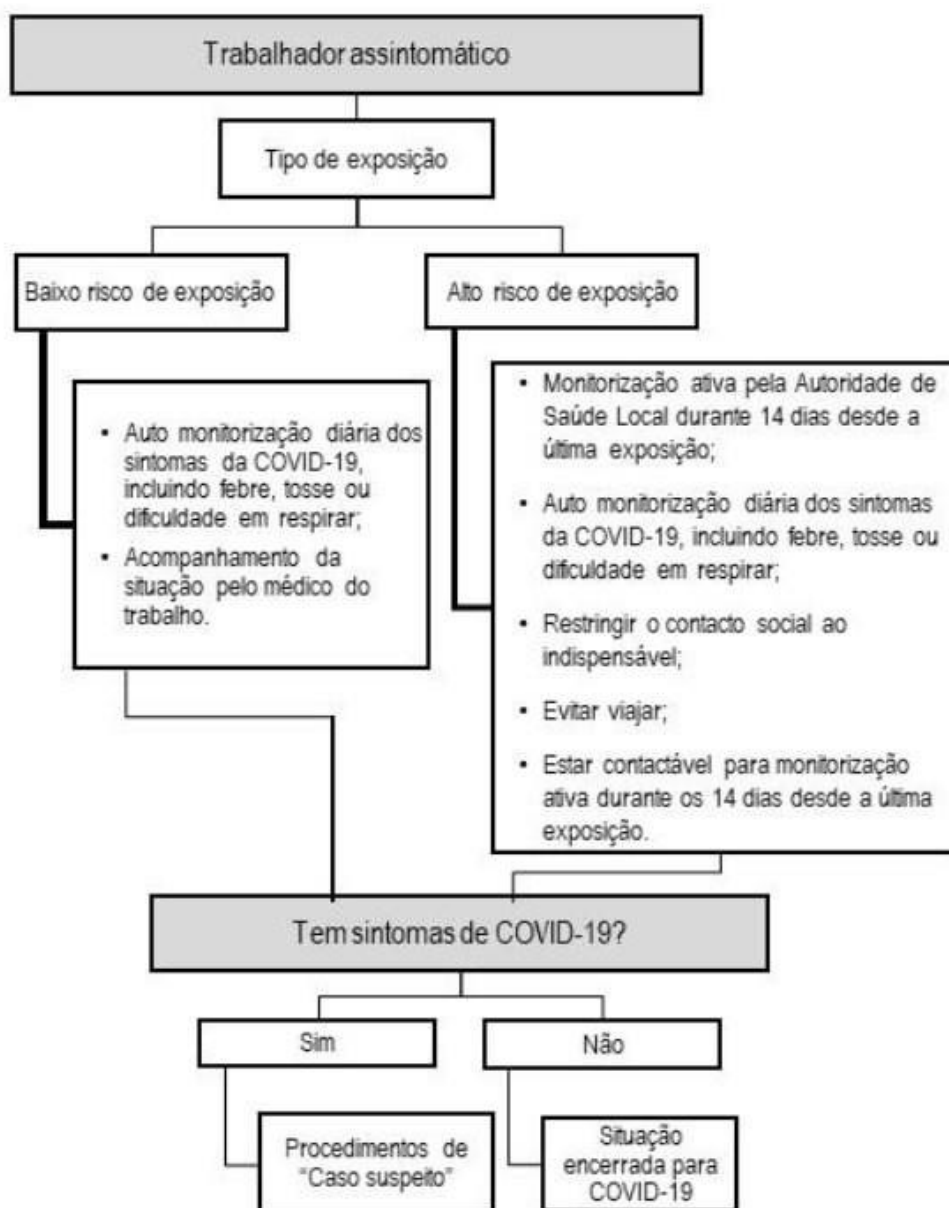 Trabalhador assintomático
Tipo de exposição
Baixo risco de exposição
Alto risco de exposição
• Auto monitorização diária dos
sintomas da COVID-19,
incluindo febre, tosse ou
dificuldade em respirar;
• Acompanhamento da
situação pelo médico do
trabalho.
• Monitorização ativa pela Autoridade de
Saúde Local durante 14 dias desde a
última exposição;
• Auto monitorização diária dos sintomas
da COVID-19, incluindo febre, tosse ou
dificuldade em respirar;
• Restringir o contacto social ao
indispensável;
• Evitar viajar;
• Estar contactável para monitorização
ativa durante os 14 dias desde a última
exposição.
Tem sintomas de COVID-19?
Sim
Não
Procedimentos de
“Caso suspeito”
Situação
encerrada para
COVID-19